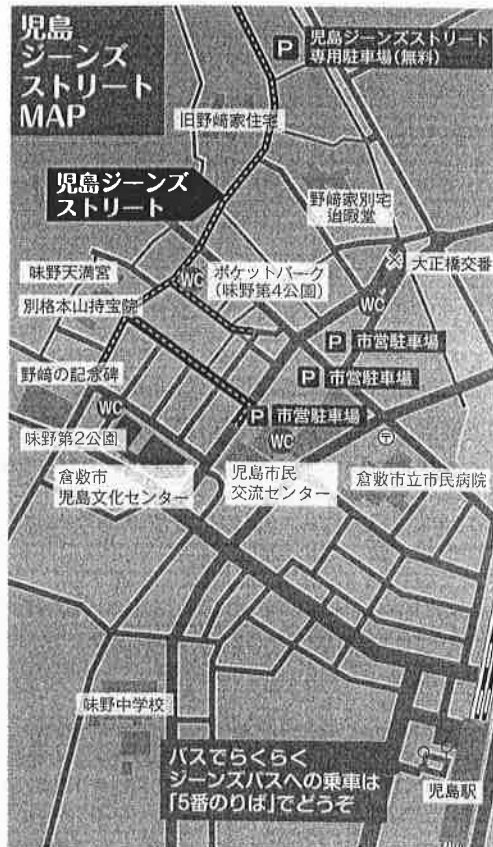 児島
ジーンズ
ストリート
MAP
P 児島ジーンズストリート
専用駐車場(無料)
旧野﨑家住宅
児島ジーンズ
ストリート
野﨑家別宅
迨暇堂
味野天満宮
WC
ポケットパーク
(味野第4公園)
大正橋交番
別格本山持宝院
WC
P 市営駐車場
P 市営駐車場
野﨑の記念碑
WC
P 市営駐車場
WC
味野第2公園
倉敷市
児島文化センター
児島市民
交流センター
倉敷市立市民病院
味野中学校
バスでらくらく
ジーンズバスへの乗車は
「5番のりば」でどうぞ
児島駅